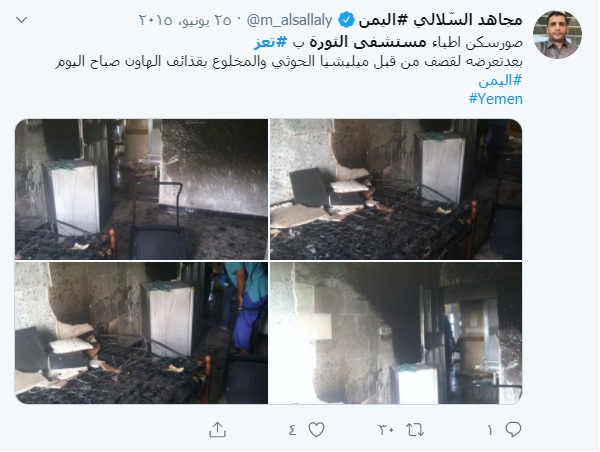 مجاهد السّلالي #اليمن @m_alsallaly · ٢٥ يونيو، ٢٠١٥
صورسكن اطباء مستشفى الثورة ب #تعز
بعدتعرضه لقصف من قبل ميليشيا الحوثي والمخلوع بقذائف الهاون صباح اليوم
#اليمن
#Yemen
١ ٣٠ ٤